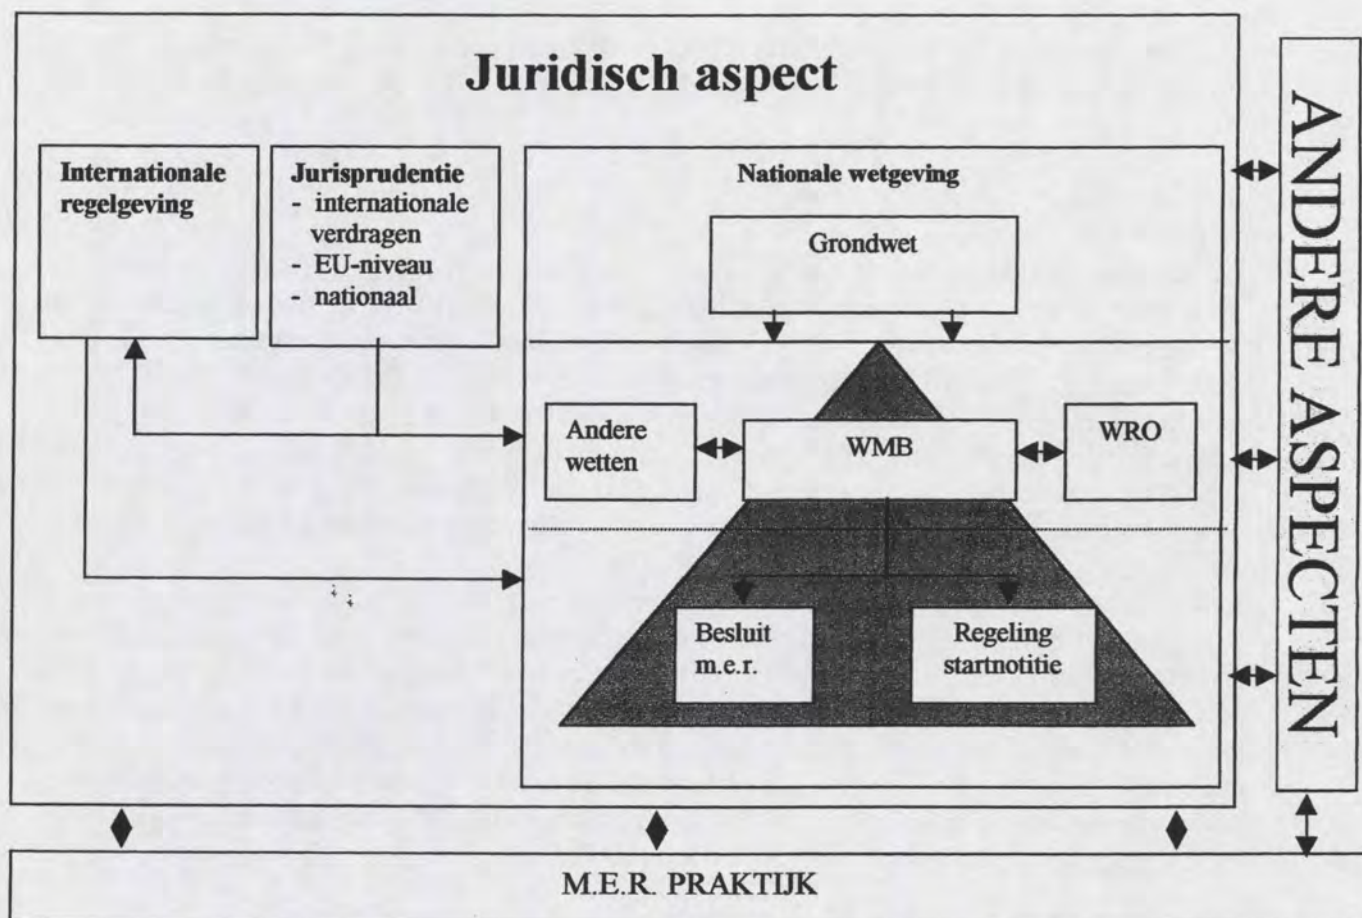 Juridisch aspect
Internationale
regelgeving
Jurisprudentie
- internationale
verdragen
- EU-niveau
- nationaal
Nationale wetgeving
Grondwet
Andere
wetten
WMB
WRO
Besluit
m.e.r.
Regeling
startnotitie
ANDERE ASPECTEN
M.E.R. PRAKTIJK